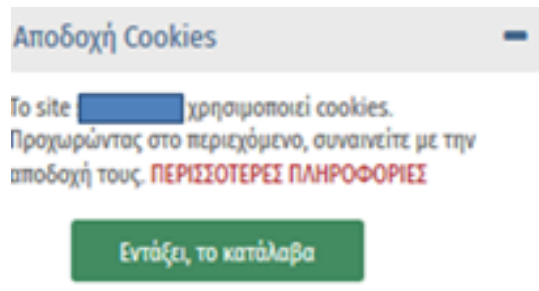 Αποδοχή Cookies
Το site χρησιμοποιεί cookies.
Προχωρώντας στο περιεχόμενο, συναινείτε με την
αποδοχή τους. ΠΕΡΙΣΣΟΤΕΡΕΣ ΠΛΗΡΟΦΟΡΙΕΣ
Εντάξει, το κατάλαβα